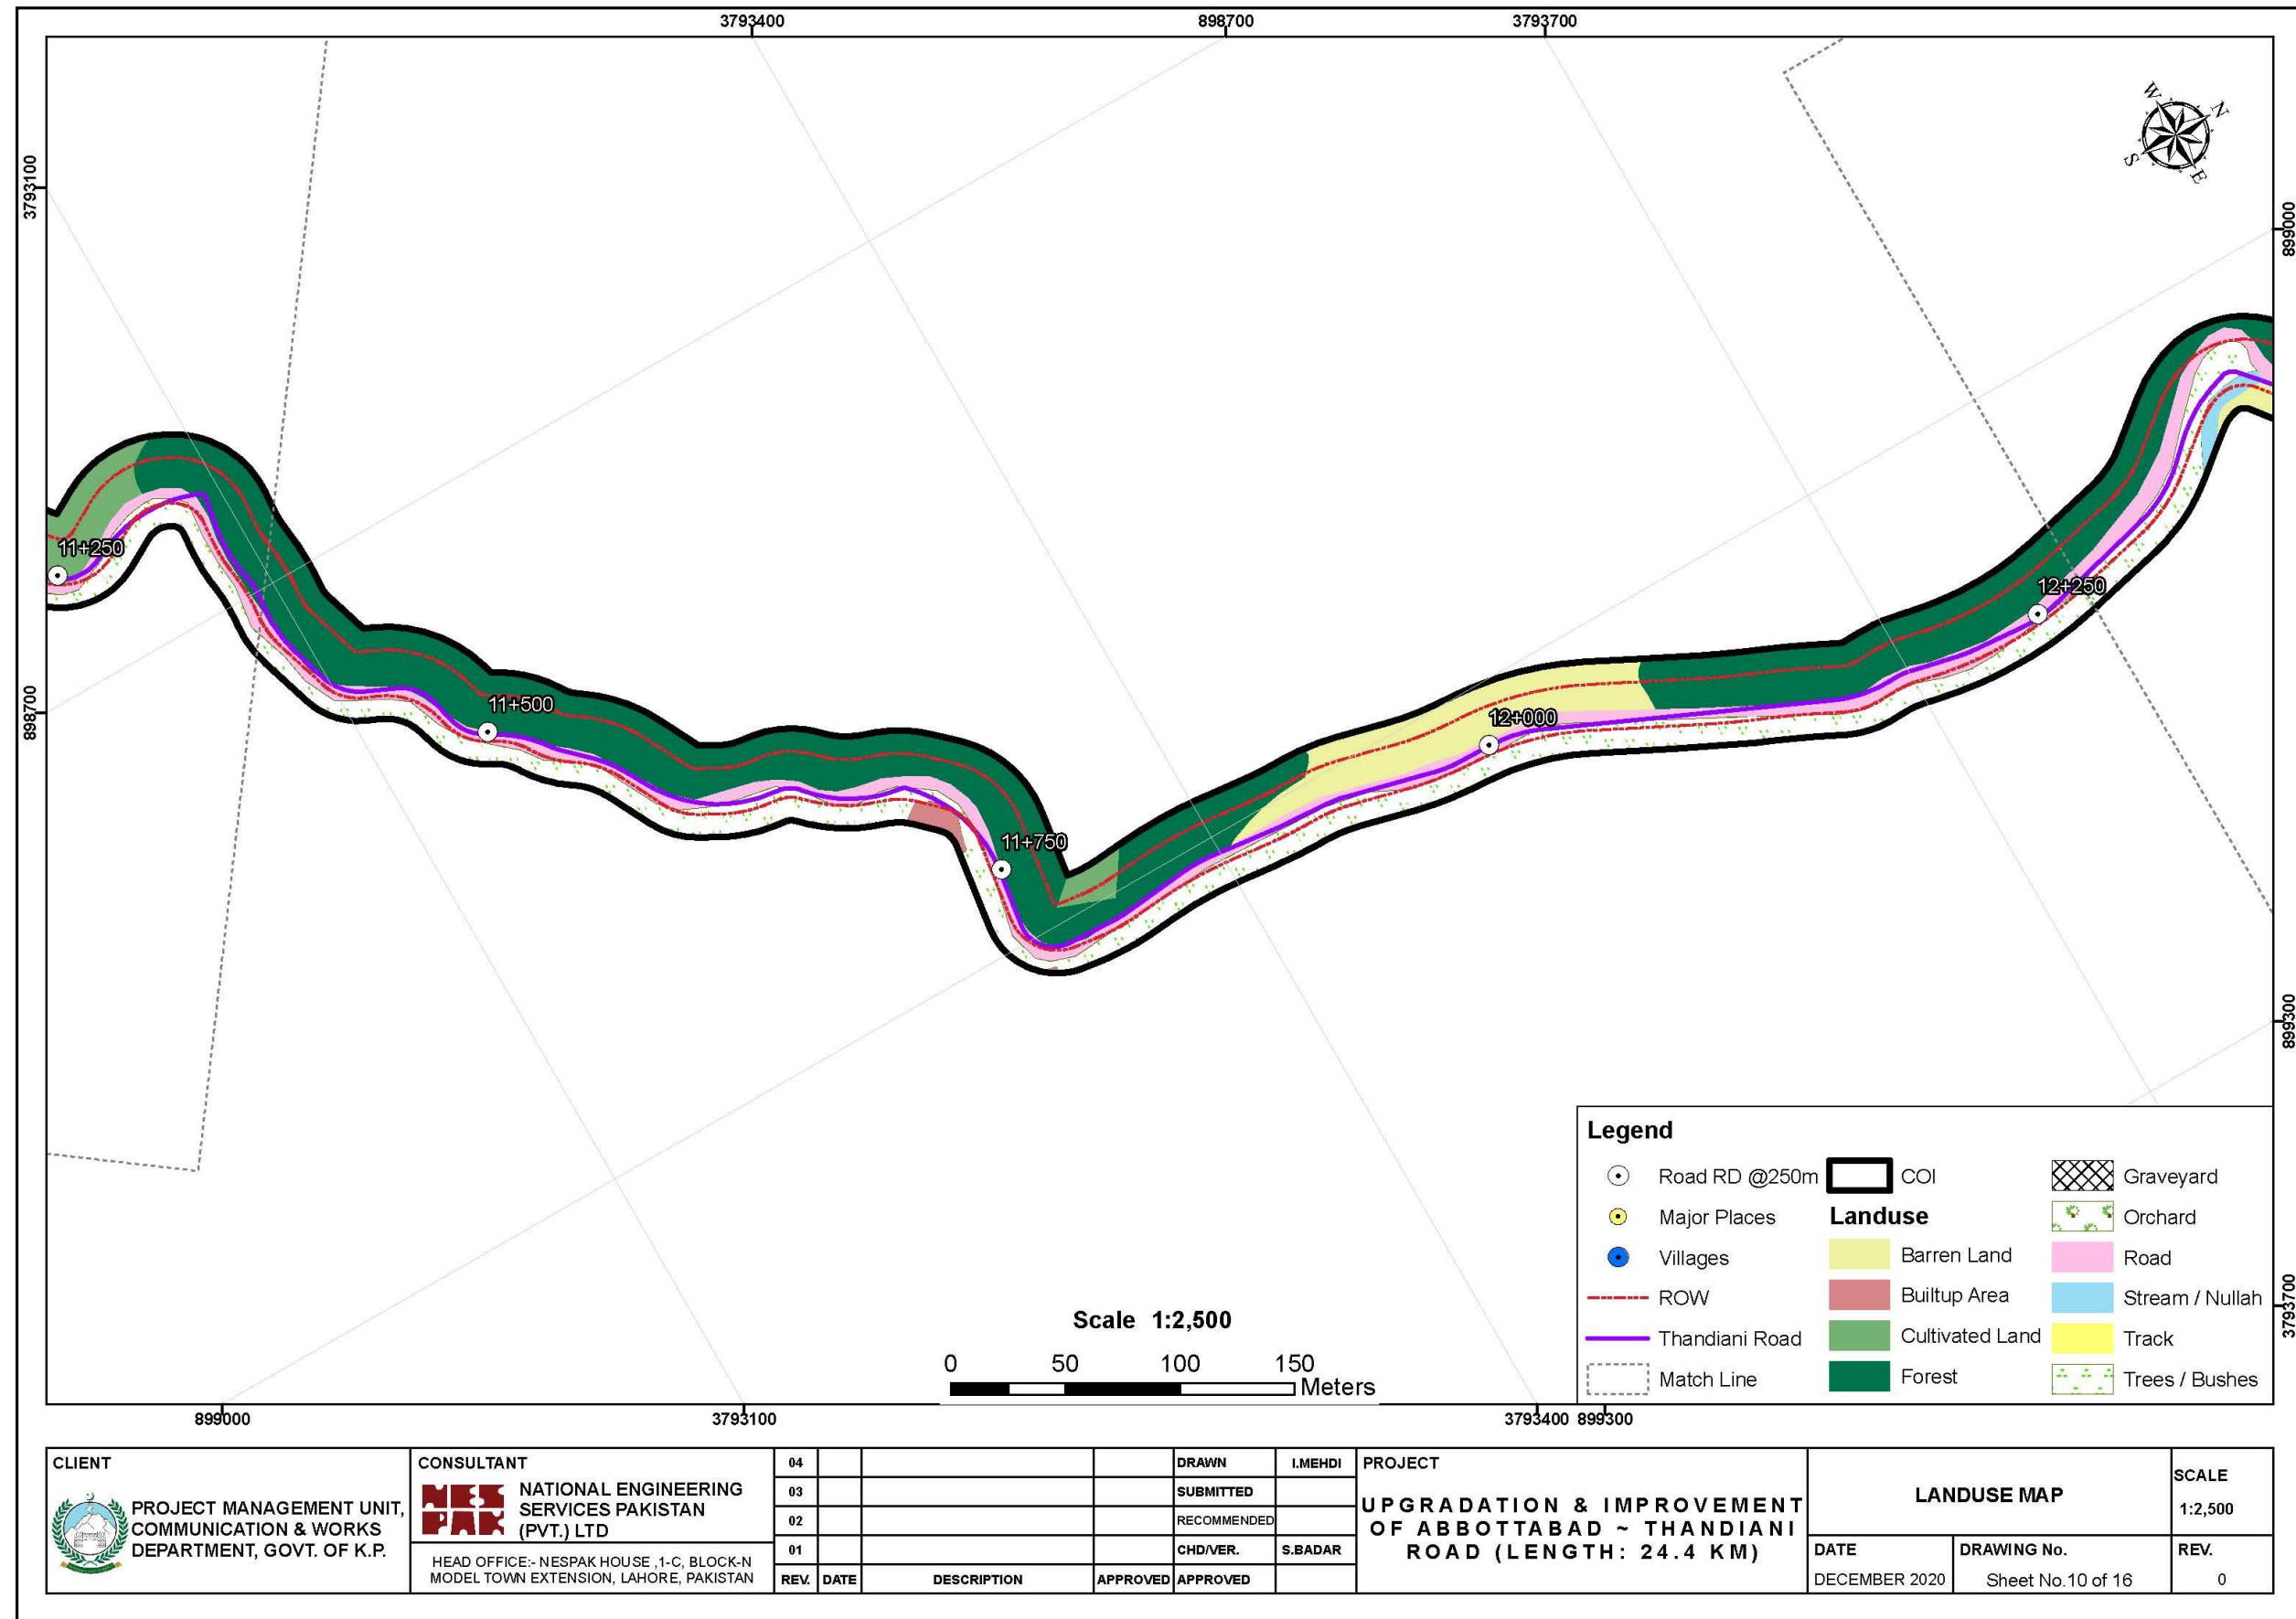 3793400 898700 3793700
3793100
898700
899000
899300
3793700
W N
S E
11+250
11+500
11+750
12+000
12+250
Legend
Road RD @250m
Major Places
Villages
ROW
Thandiani Road
Match Line
COI
Landuse
Barren Land
Builtup Area
Cultivated Land
Forest
Graveyard
Orchard
Road
Stream / Nullah
Track
Trees / Bushes
Scale 1:2,500
0 50 100 150
Meters
899000 3793100 3793400 899300
CLIENT
PROJECT MANAGEMENT UNIT,
COMMUNICATION & WORKS
DEPARTMENT, GOVT. OF K.P.
CONSULTANT
NES
PAK
NATIONAL ENGINEERING
SERVICES PAKISTAN
(PVT.) LTD
HEAD OFFICE:- NESPAK HOUSE ,1-C, BLOCK-N
MODEL TOWN EXTENSION, LAHORE, PAKISTAN
04
03
02
01
REV. DATE DESCRIPTION APPROVED
DRAWN I.MEHDI
SUBMITTED
RECOMMENDED
CHD/VER. S.BADAR
APPROVED
PROJECT
UPGRADATION & IMPROVEMENT
OF ABBOTTABAD ~ THANDIANI
ROAD (LENGTH: 24.4 KM)
LANDUSE MAP
SCALE
1:2,500
DATE
DECEMBER 2020
DRAWING No.
Sheet No.10 of 16
REV.
0